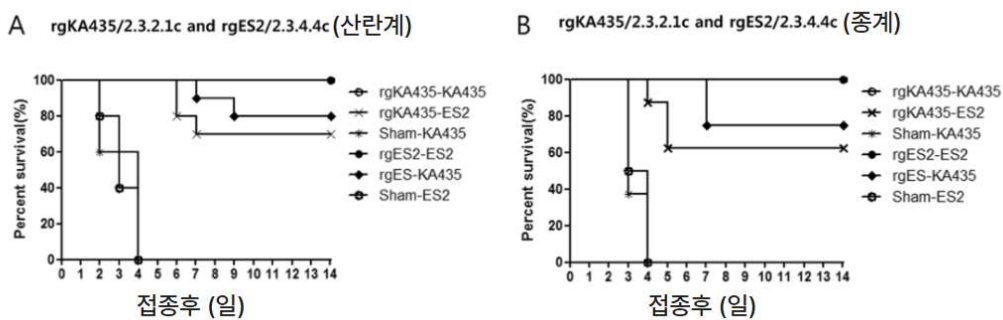 A rgKA435/2.3.2.1c and rgES2/2.3.4.4c (산란계)
Percent survival(%)
100
80
60
40
20
0
0 1 2 3 4 5 6 7 8 9 10 11 12 13 14
접종후 (일)
rgKA435-KA435
rgKA435-ES2
Sham-KA435
rgES2-ES2
rgES-KA435
Sham-ES2
B rgKA435/2.3.2.1c and rgES2/2.3.4.4c (종계)
Percent survival(%)
100
80
60
40
20
0
0 1 2 3 4 5 6 7 8 9 10 11 12 13 14
접종후 (일)
rgKA435-KA435
rgKA435-ES2
Sham-KA435
rgES2-ES2
rgES-KA435
Sham-ES2